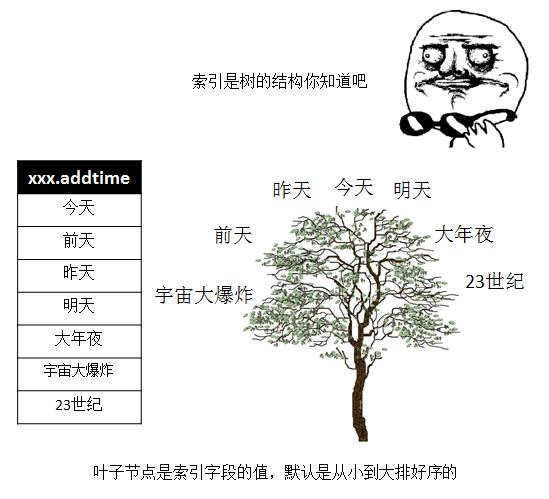 索引是树的结构你知道吧
xxx.addtime
今天
前天
昨天
明天
大年夜
宇宙大爆炸
23世纪
宇宙大爆炸
前天
昨天
今天
明天
大年夜
23世纪
叶子节点是索引字段的值，默认是从小到大排好序的